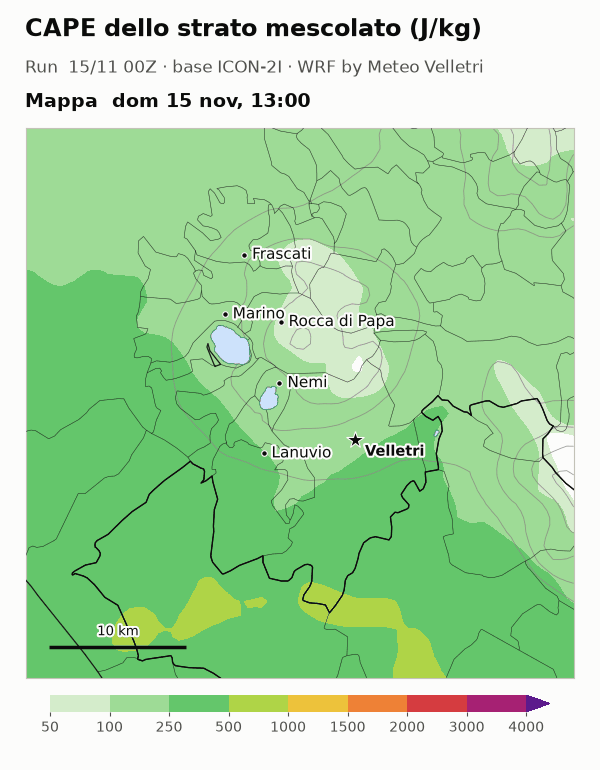 CAPE dello strato mescolato (J/kg)
Run  15/11 00Z · base ICON-2I · WRF by Meteo Velletri
Mappa  dom 15 nov, 13:00
Frascati
Marino
Rocca di Papa
Nemi
Velletri
Lanuvio
10 km
50 100 250 500 1000 1500 2000 3000 4000